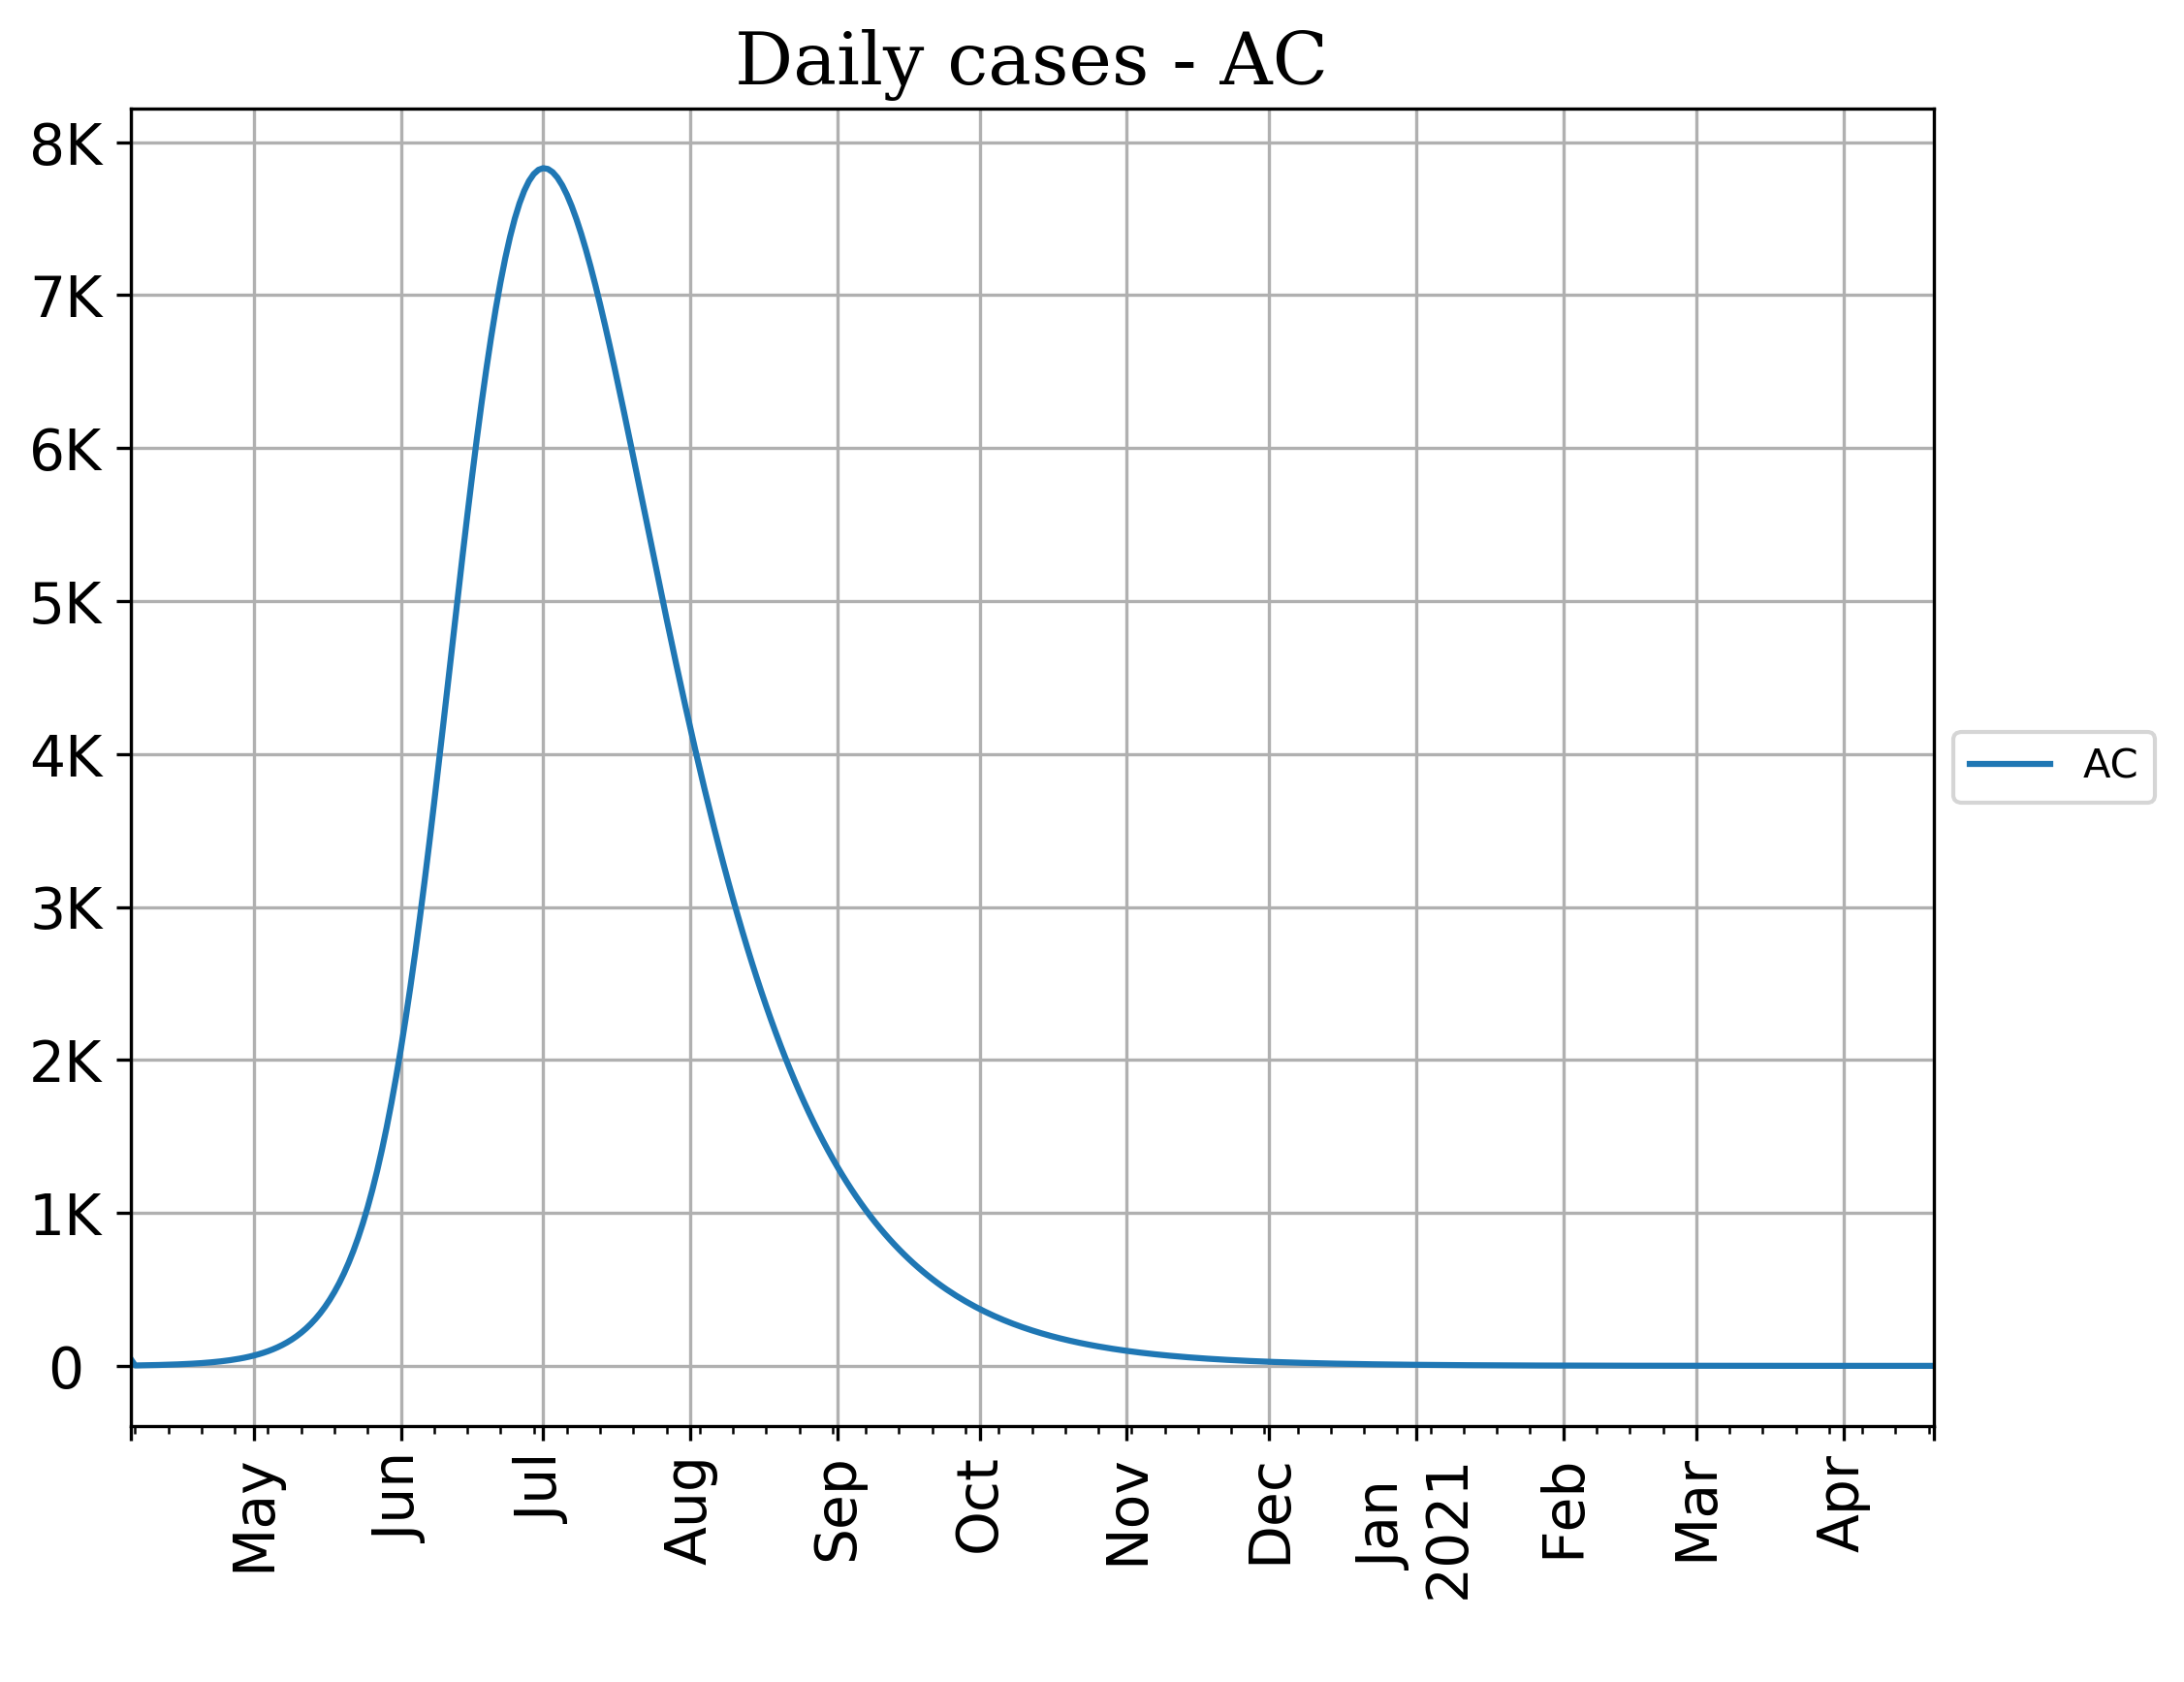 Daily cases - AC
8K
7K
6K
5K
4K
3K
2K
1K
0
AC
May
Jun
Jul
Aug
Sep
Oct
Nov
Dec
Jan
2021
Feb
Mar
Apr